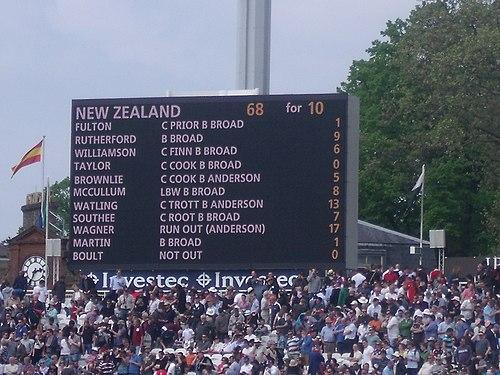 NEW ZEALAND 68 for 10
FULTON C PRIOR B BROAD 1
RUTHERFORD B BROAD 9
WILLIAMSON C FINN B BROAD 6
TAYLOR C COOK B BROAD 0
BROWNLIE C COOK B ANDERSON 5
MCCULLUM LBW B BROAD 8
WATLING C TROTT B ANDERSON 13
SOUTHEE C ROOT B BROAD 7
WAGNER RUN OUT (ANDERSON) 17
MARTIN B BROAD 1
BOULT NOT OUT 0
Investec Investec